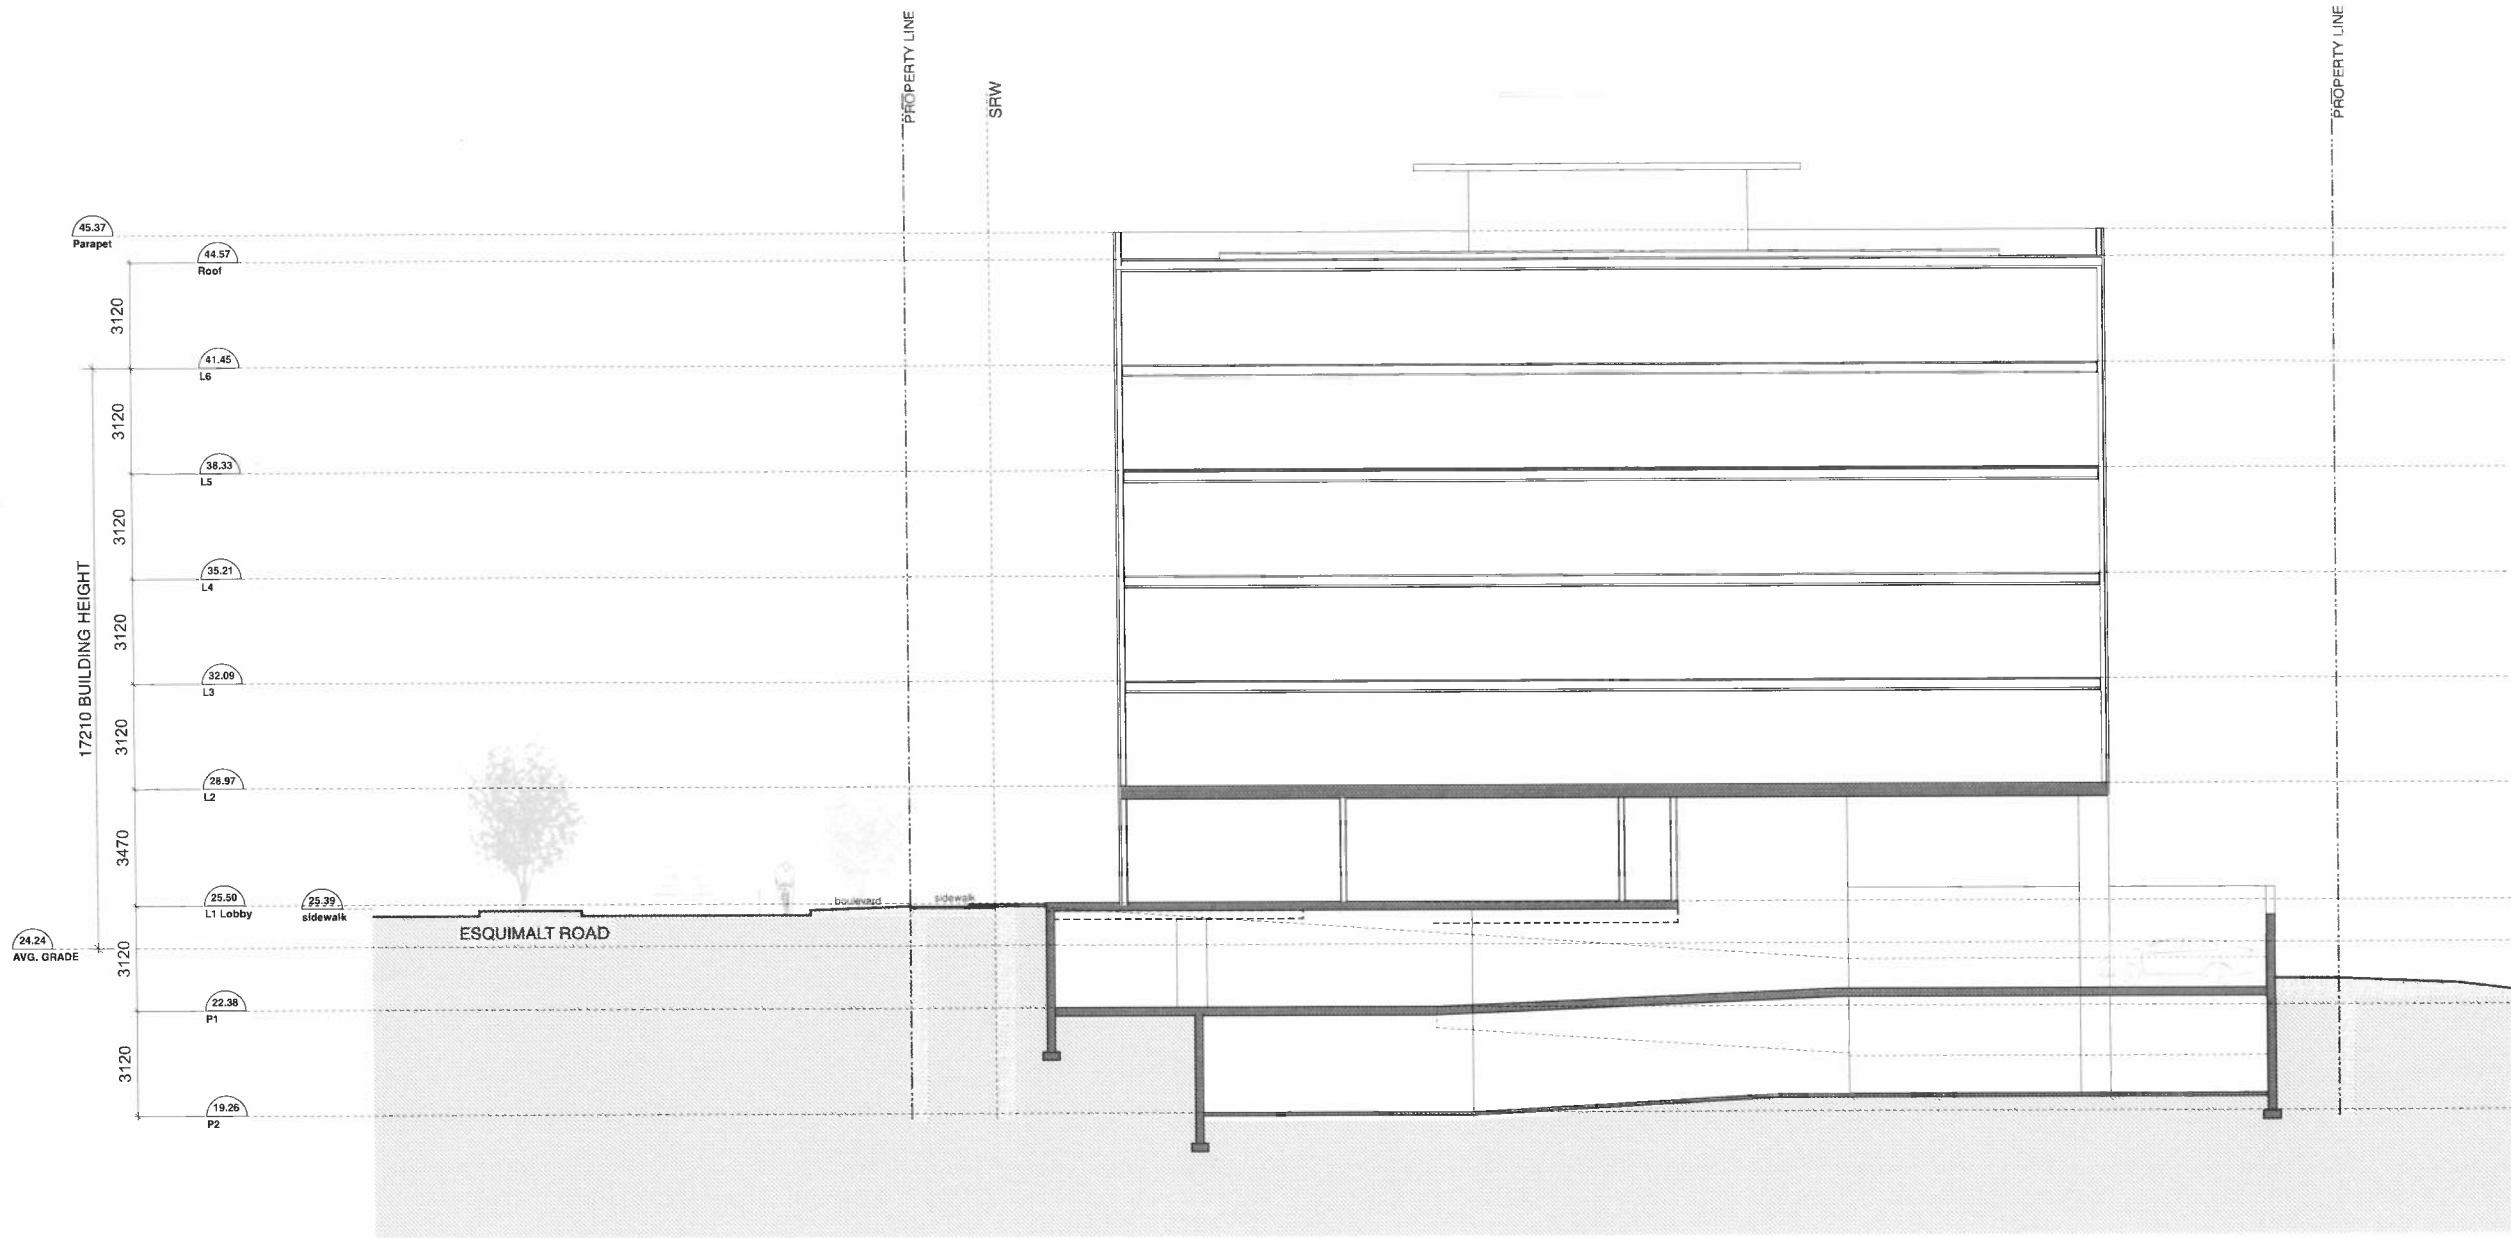 PROPERTY LINE
SRW
PROPERTY LINE
45.37
Parapet
44.57
Roof
3120
41.45
L6
3120
38.33
L5
3120
35.21
L4
17210 BUILDING HEIGHT
3120
32.09
L3
3120
28.97
L2
3470
25.50
L1 Lobby
25.39
sidewalk
boulevard
sidewalk
ESQUIMALT ROAD
24.24
AVG. GRADE
3120
22.38
P1
3120
19.26
P2